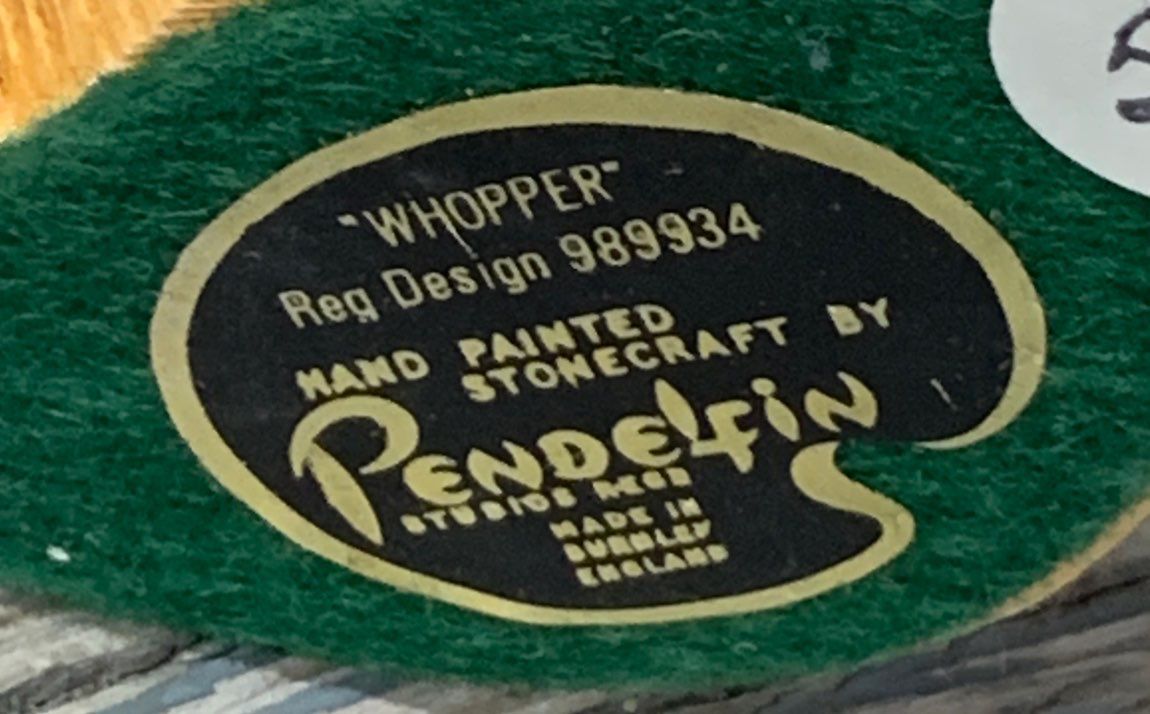 "WHOPPER"
Reg Design 989934
HAND PAINTED
STONECRAFT BY
PENDELFIN
STUDIOS REGD
MADE IN
BURNLEY
ENGLAND